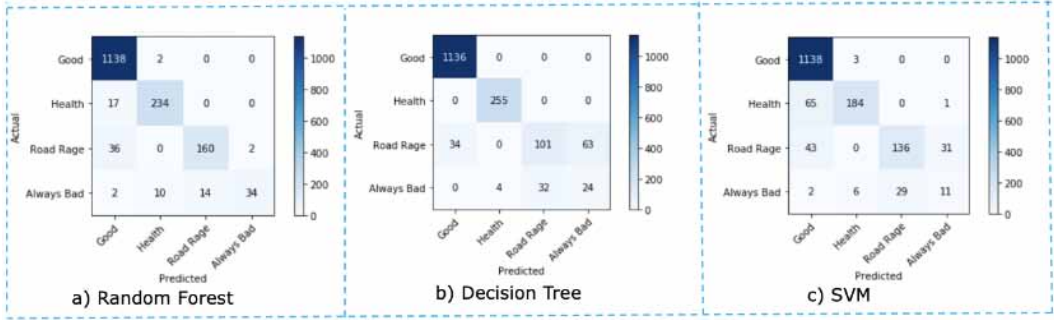 Good 1138 2 0 0
Health 17 234 0 0
Road Rage 36 0 160 2
Always Bad 2 10 14 34
Actual
Good Health Road Rage Always Bad
Predicted
1000
800
600
400
200
0
a) Random Forest
Good 1136 0 0 0
Health 0 255 0 0
Road Rage 34 0 101 63
Always Bad 0 4 32 24
Actual
Good Health Road Rage Always Bad
Predicted
1000
800
600
400
200
0
b) Decision Tree
Good 1138 3 0 0
Health 65 184 0 1
Road Rage 43 0 136 31
Always Bad 2 6 29 11
Actual
Good Health Road Rage Always Bad
Predicted
1000
800
600
400
200
0
c) SVM